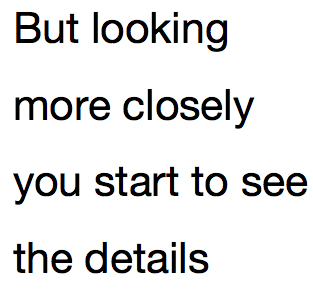 But looking
more closely
you start to see
the details